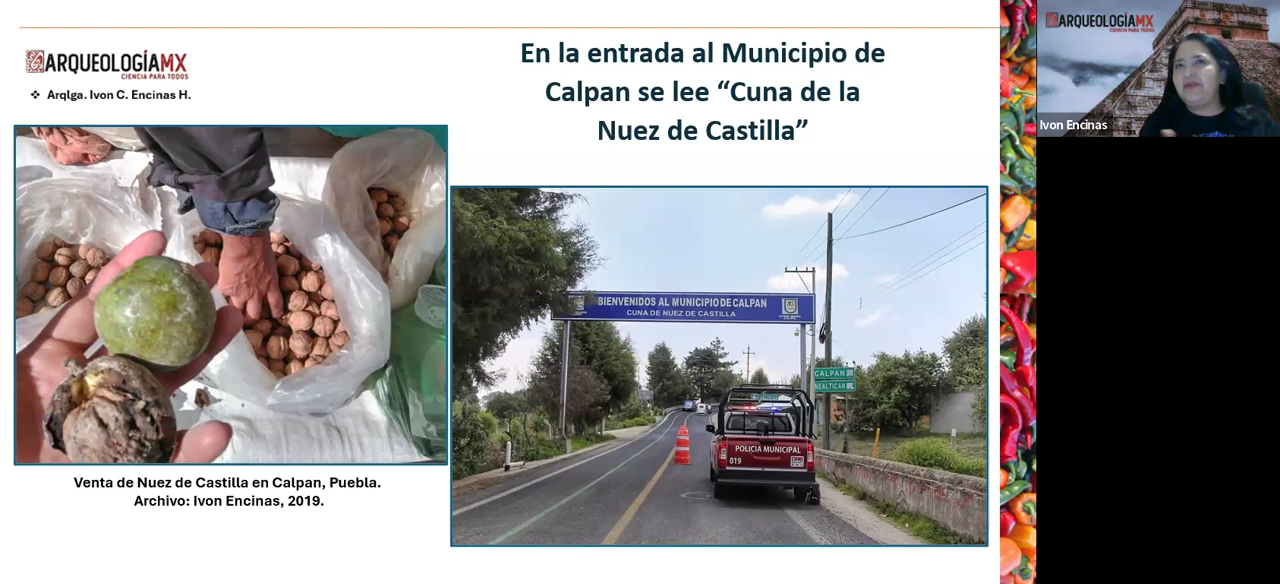 ARQUEOLOGÍAMX
CIENCIA PARA TODOS
❖ Arqlga. Ivon C. Encinas H.
En la entrada al Municipio de
Calpan se lee “Cuna de la
Nuez de Castilla”
BIENVENIDOS AL MUNICIPIO DE CALPAN
CUNA DE NUEZ DE CASTILLA
CALPAN
NEALTICAN
POLICIA MUNICIPAL
019
Venta de Nuez de Castilla en Calpan, Puebla.
Archivo: Ivon Encinas, 2019.
ARQUEOLOGÍAMX
CIENCIA PARA TODOS
Ivon Encinas